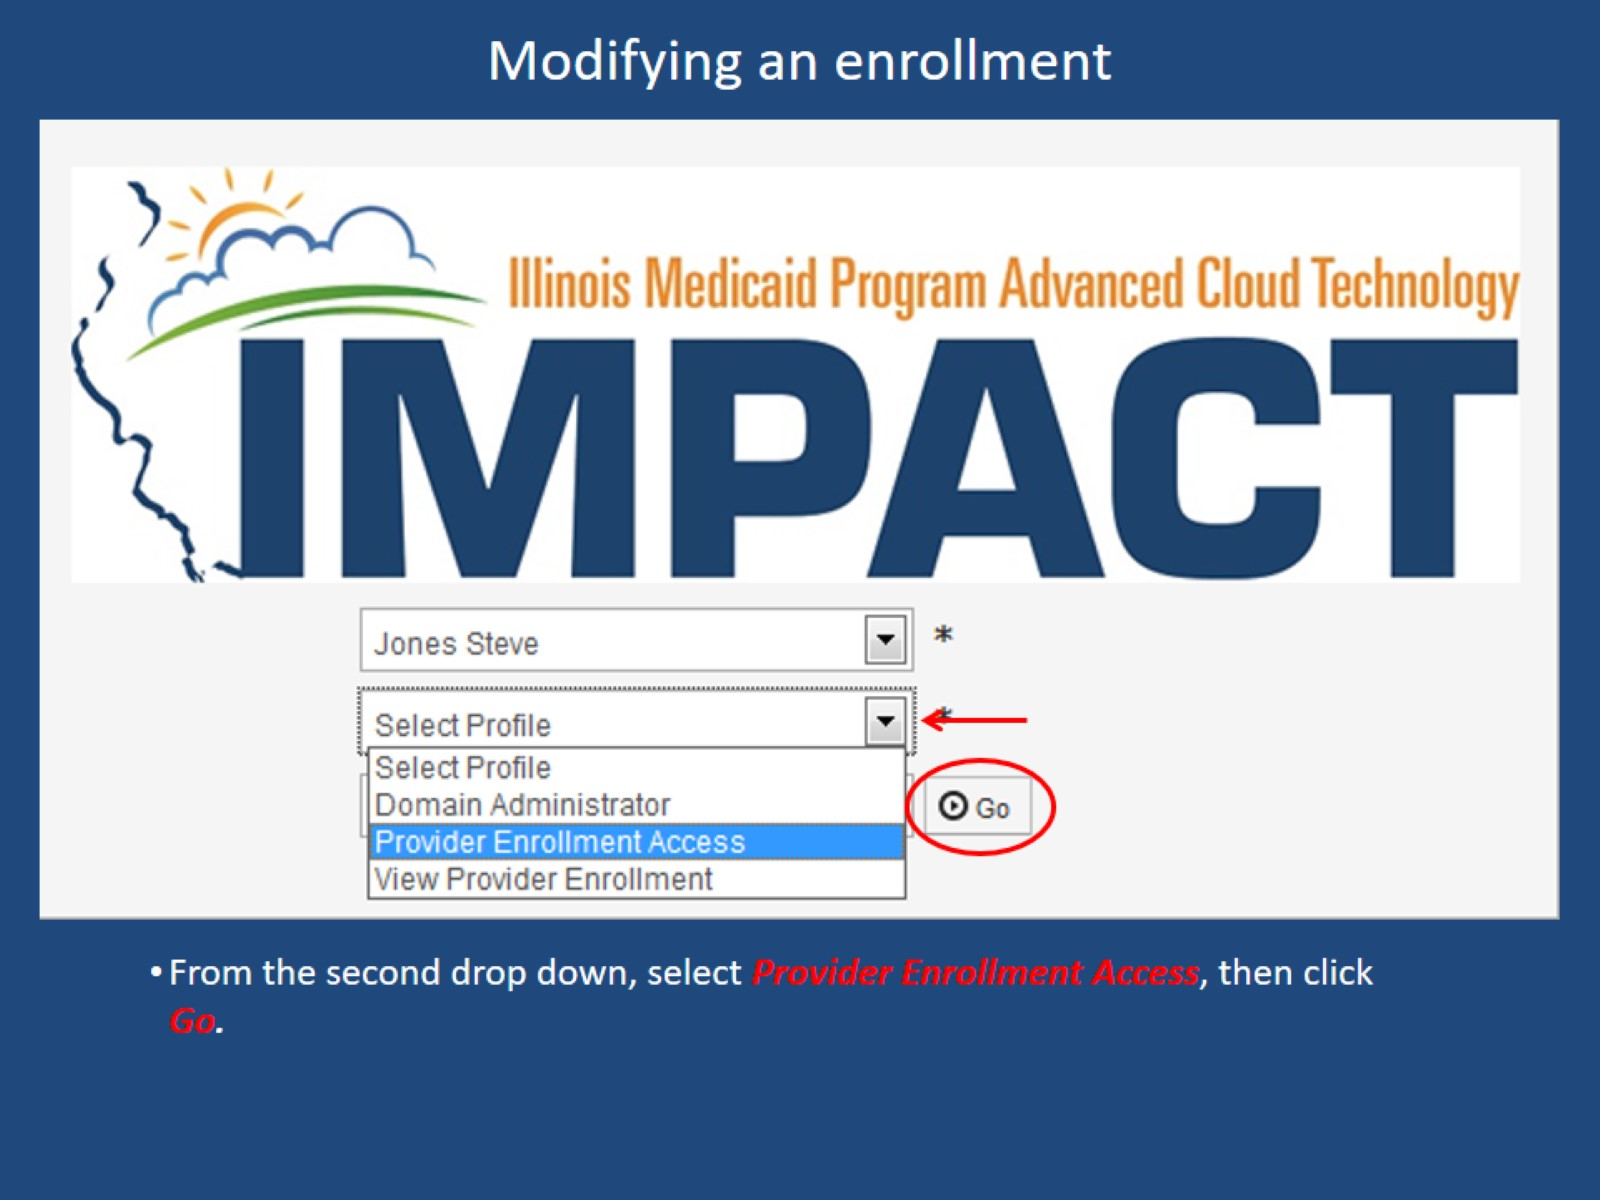 Modifying an enrollment
Illinois Medicaid Program Advanced Cloud Technology
IMPACT
Jones Steve *
Select Profile *
Select Profile
Domain Administrator
Provider Enrollment Access
Go
View Provider Enrollment
• From the second drop down, select Provider Enrollment Access, then click
Go.